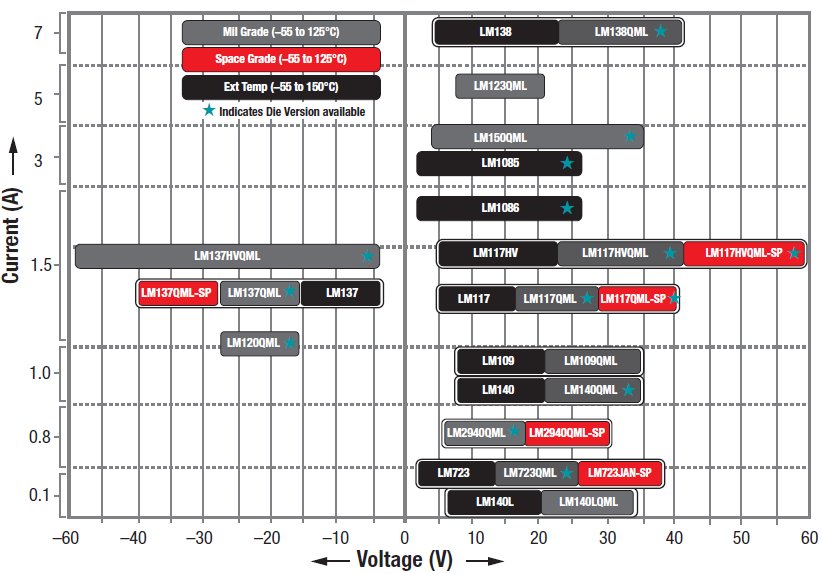 7
Mil Grade (–55 to 125°C)
LM138 LM138QML
Space Grade (–55 to 125°C)
5
Ext Temp (–55 to 150°C)
LM123QML
Indicates Die Version available
LM150QML
3
LM1085
LM1086
Current (A)
1.5
LM137HVQML
LM117HV LM117HVQML LM117HVQML-SP
LM137QML-SP LM137QML LM137
LM117 LM117QML LM117QML-SP
LM120QML
1.0
LM109 LM109QML
LM140 LM140QML
0.8
LM2940QML LM2940QML-SP
LM723 LM723QML LM723JAN-SP
0.1
LM140L LM140LQML
–60 –40 –30 –20 –10 0 10 20 30 40 50 60
Voltage (V)